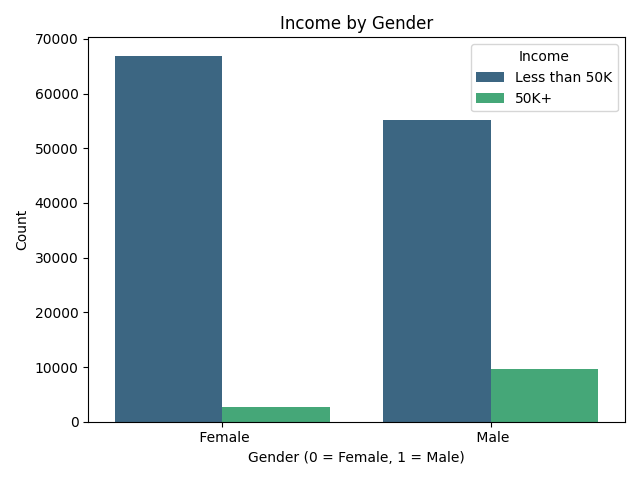 Income by Gender
Income
Less than 50K
50K+
70000
60000
50000
40000
30000
20000
10000
0
Count
Female
Male
Gender (0 = Female, 1 = Male)